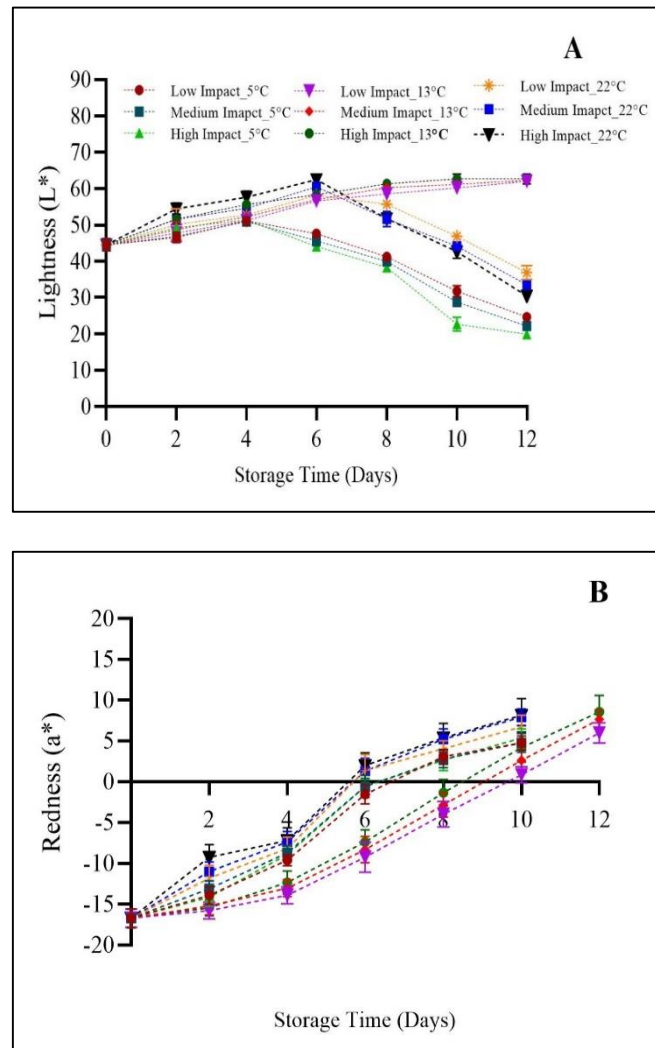 A
Low Impact_5°C
Low Impact_13°C
Low Impact_22°C
Medium Imapct_5°C
Medium Imapct_13°C
Medium Imapct_22°C
High Impact_5°C
High Impact_13°C
High Impact_22°C
90
80
70
60
50
40
30
20
10
0
Lightness (L*)
0 2 4 6 8 10 12
Storage Time (Days)
B
20
15
10
5
0
-5
-10
-15
-20
Redness (a*)
2 4 6 8 10 12
Storage Time (Days)